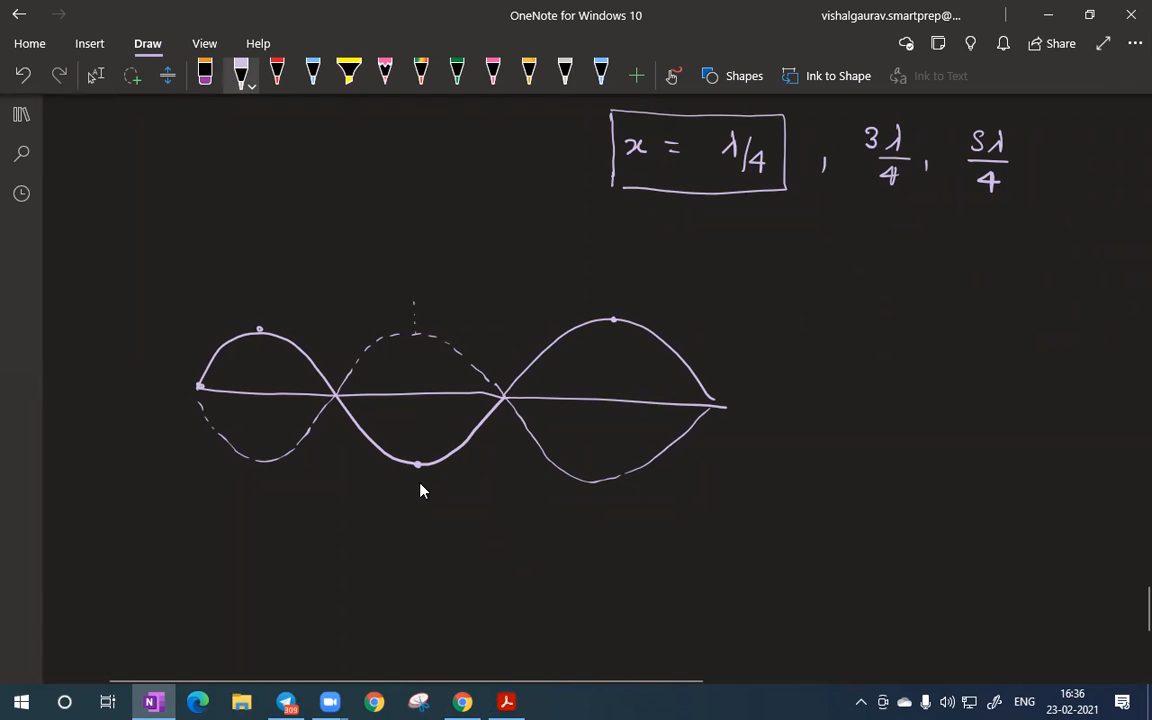 OneNote for Windows 10
vishalgaurav.smartprep@...
Home Insert Draw View Help
Share
Shapes Ink to Shape Ink to Text
x = λ/4 , 3λ/4 , 5λ/4
309
ENG
16:36
23-02-2021